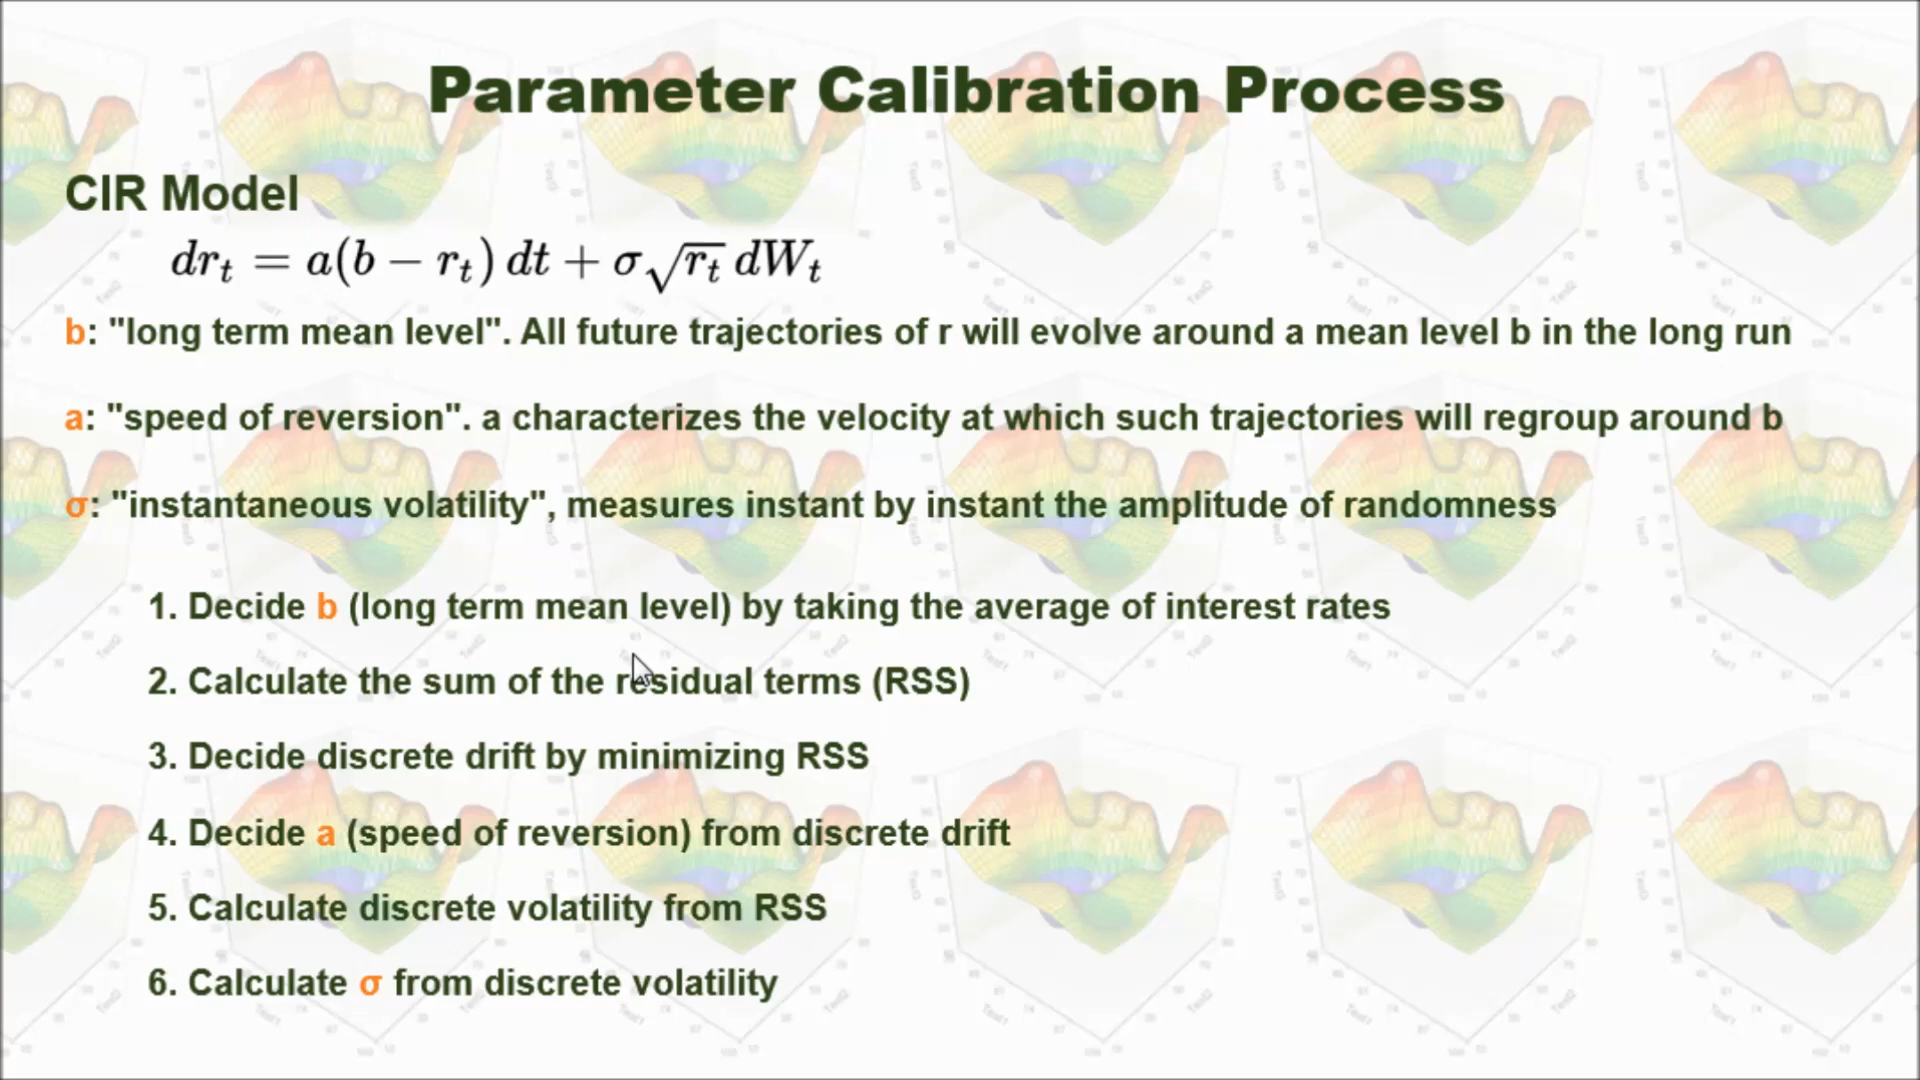 Parameter Calibration Process
CIR Model
dr_t = a(b − r_t) dt + σ√r_t dW_t
b: "long term mean level". All future trajectories of r will evolve around a mean level b in the long run
a: "speed of reversion". a characterizes the velocity at which such trajectories will regroup around b
σ: "instantaneous volatility", measures instant by instant the amplitude of randomness
1. Decide b (long term mean level) by taking the average of interest rates
2. Calculate the sum of the residual terms (RSS)
3. Decide discrete drift by minimizing RSS
4. Decide a (speed of reversion) from discrete drift
5. Calculate discrete volatility from RSS
6. Calculate σ from discrete volatility